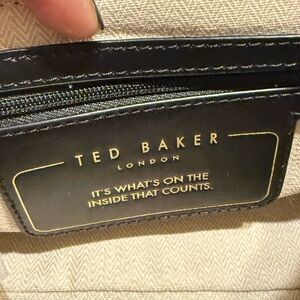 TED BAKER
LONDON
IT'S WHAT'S ON THE
INSIDE THAT COUNTS.